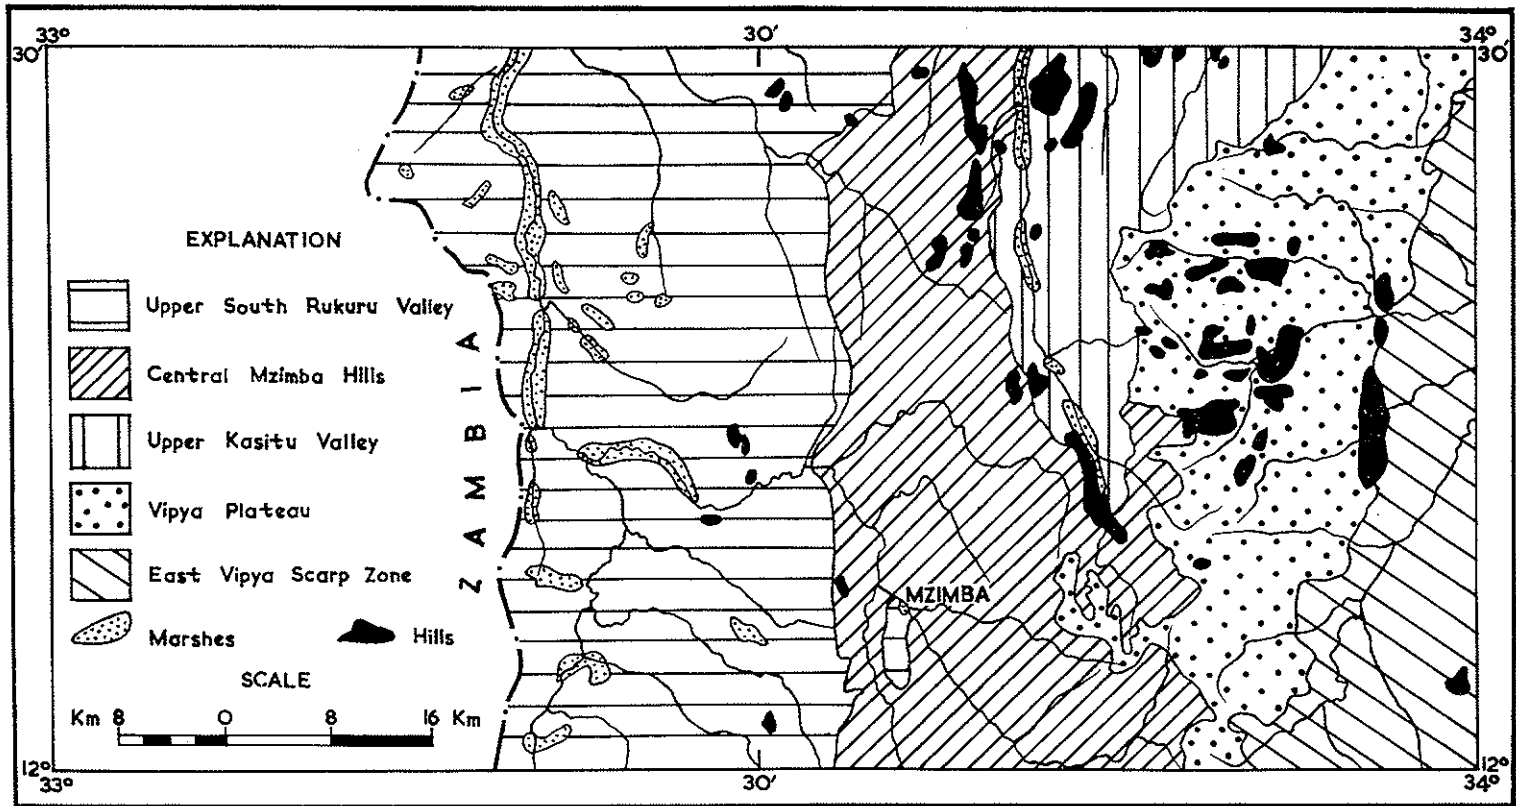 33° 30' 34°
30' 30'
EXPLANATION
Upper South Rukuru Valley
Central Mzimba Hills
Upper Kasitu Valley
Vipya Plateau
East Vipya Scarp Zone
Marshes Hills
SCALE
Km 8 0 8 16 Km
ZAMBIA
MZIMBA
12° 12°
33° 30' 34°